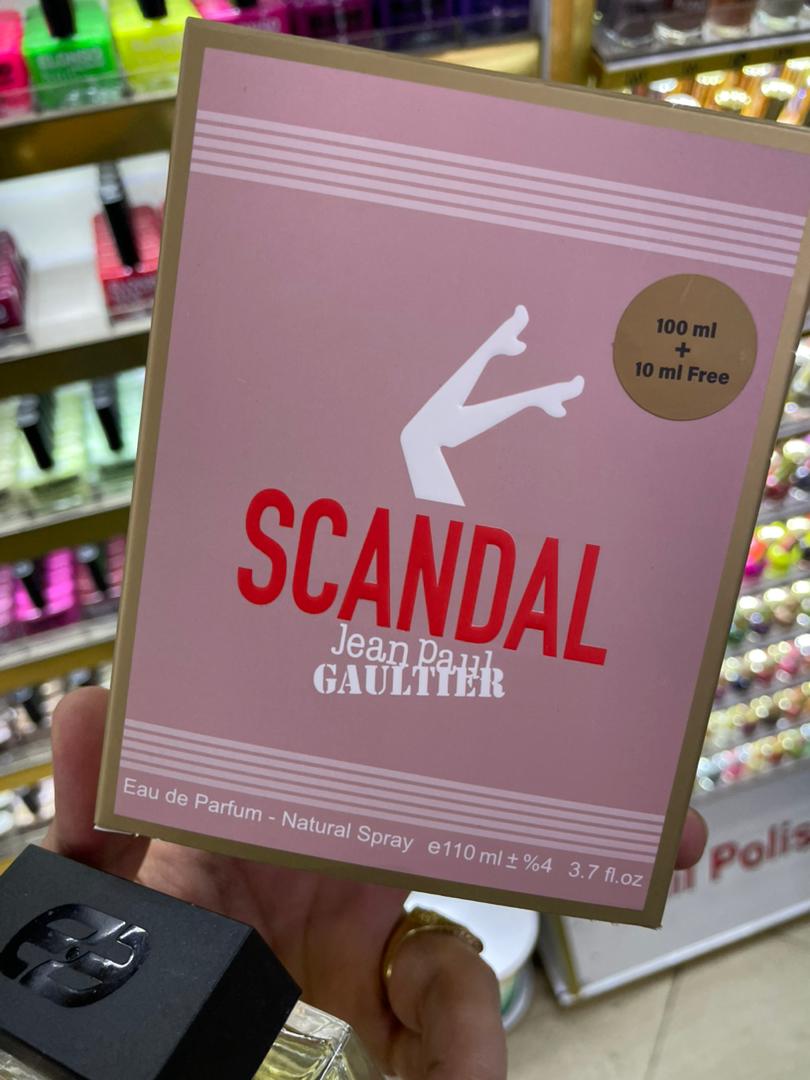 100 ml
+
10 ml Free
SCANDAL
Jean Paul
GAULTIER
Eau de Parfum - Natural Spray e110 ml ± %4 3.7 fl.oz